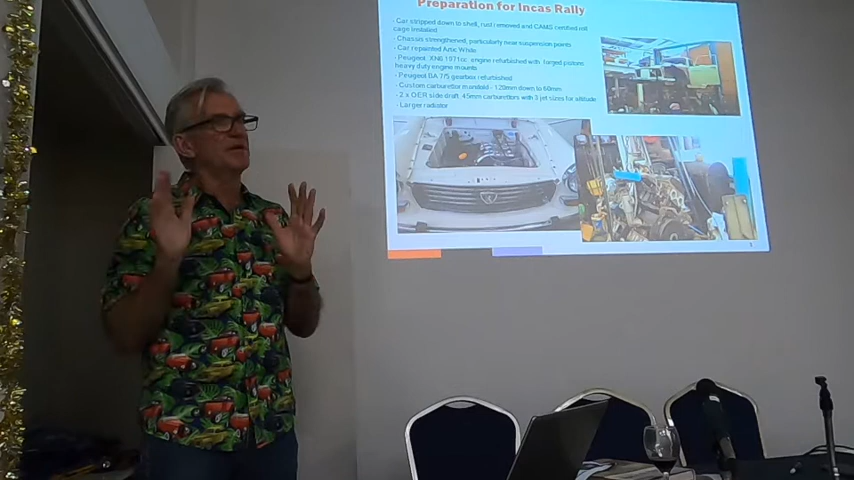 Preparation for Incas Rally
- Car stripped down to shell, rust removed and CAMS certified roll
cage installed
- Chassis strengthened, particularly near suspension points
- Car repainted Artic White
- Peugeot XN6 1971cc engine refurbished with forged pistons,
heavy duty engine mounts
- Peugeot BA 7/5 gearbox refurbished
- Custom carburettor manifold - 120mm down to 60mm
- 2 x OER side draft 45mm carburettors with 3 jet sizes for altitude
- Larger radiator